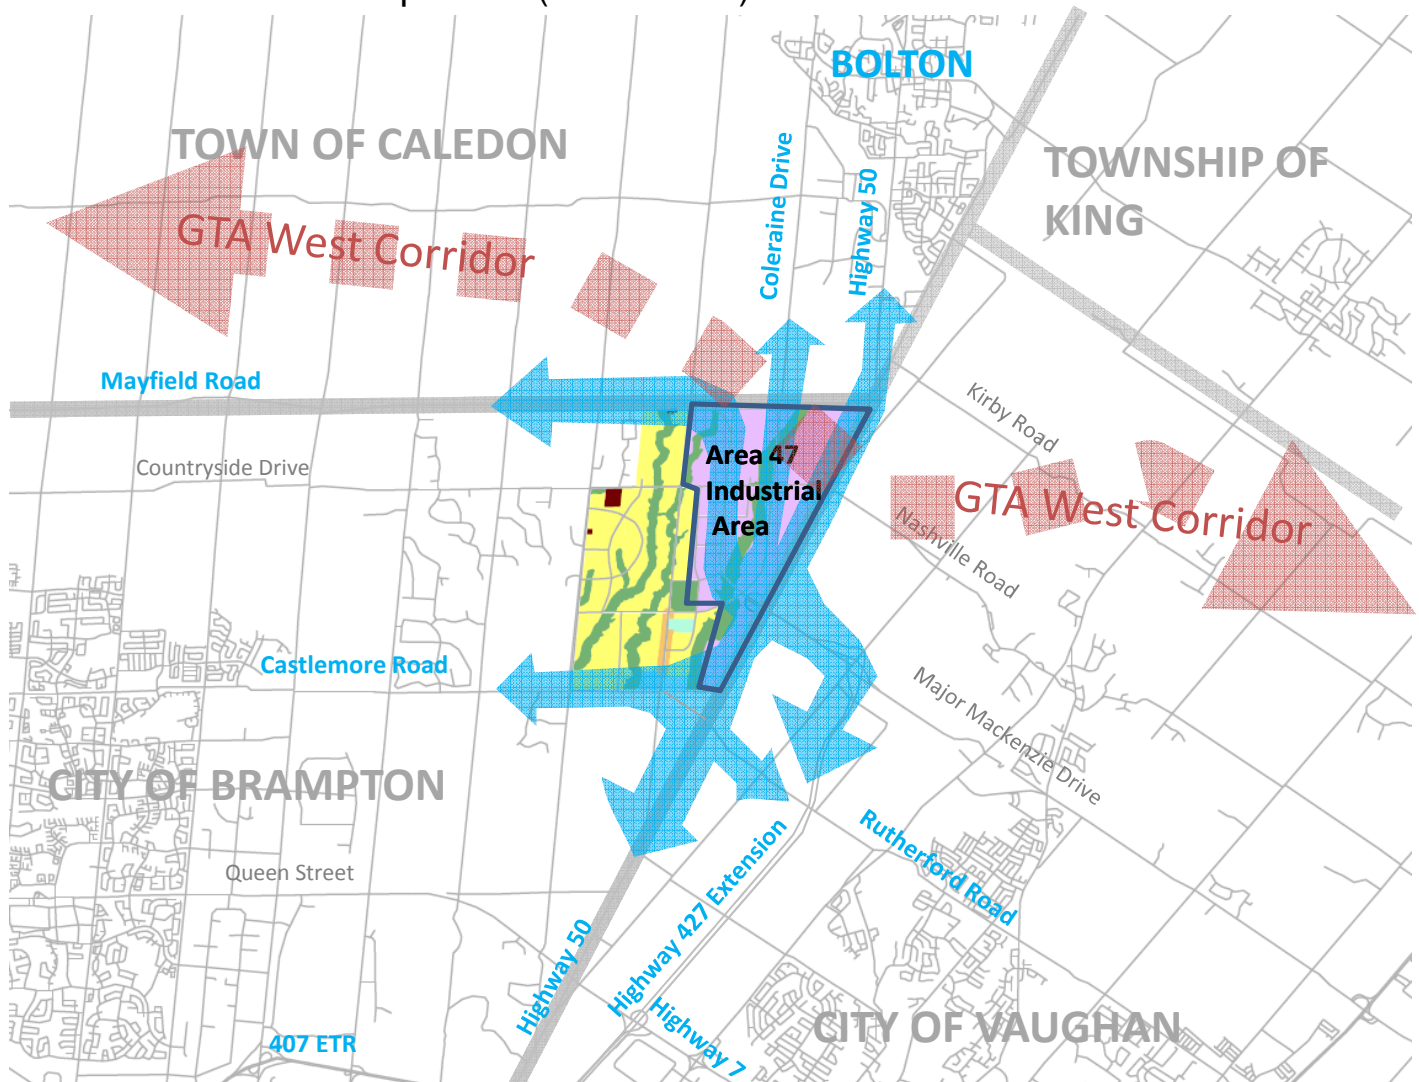 BOLTON
TOWN OF CALEDON
TOWNSHIP OF
KING
Coleraine Drive
Highway 50
GTA West Corridor
Mayfield Road
Kirby Road
Countryside Drive
Area 47
Industrial
Area
GTA West Corridor
Nashville Road
Castlemore Road
Major Mackenzie Drive
CITY OF BRAMPTON
Rutherford Road
Queen Street
Highway 427 Extension
Highway 50
CITY OF VAUGHAN
Highway 7
407 ETR